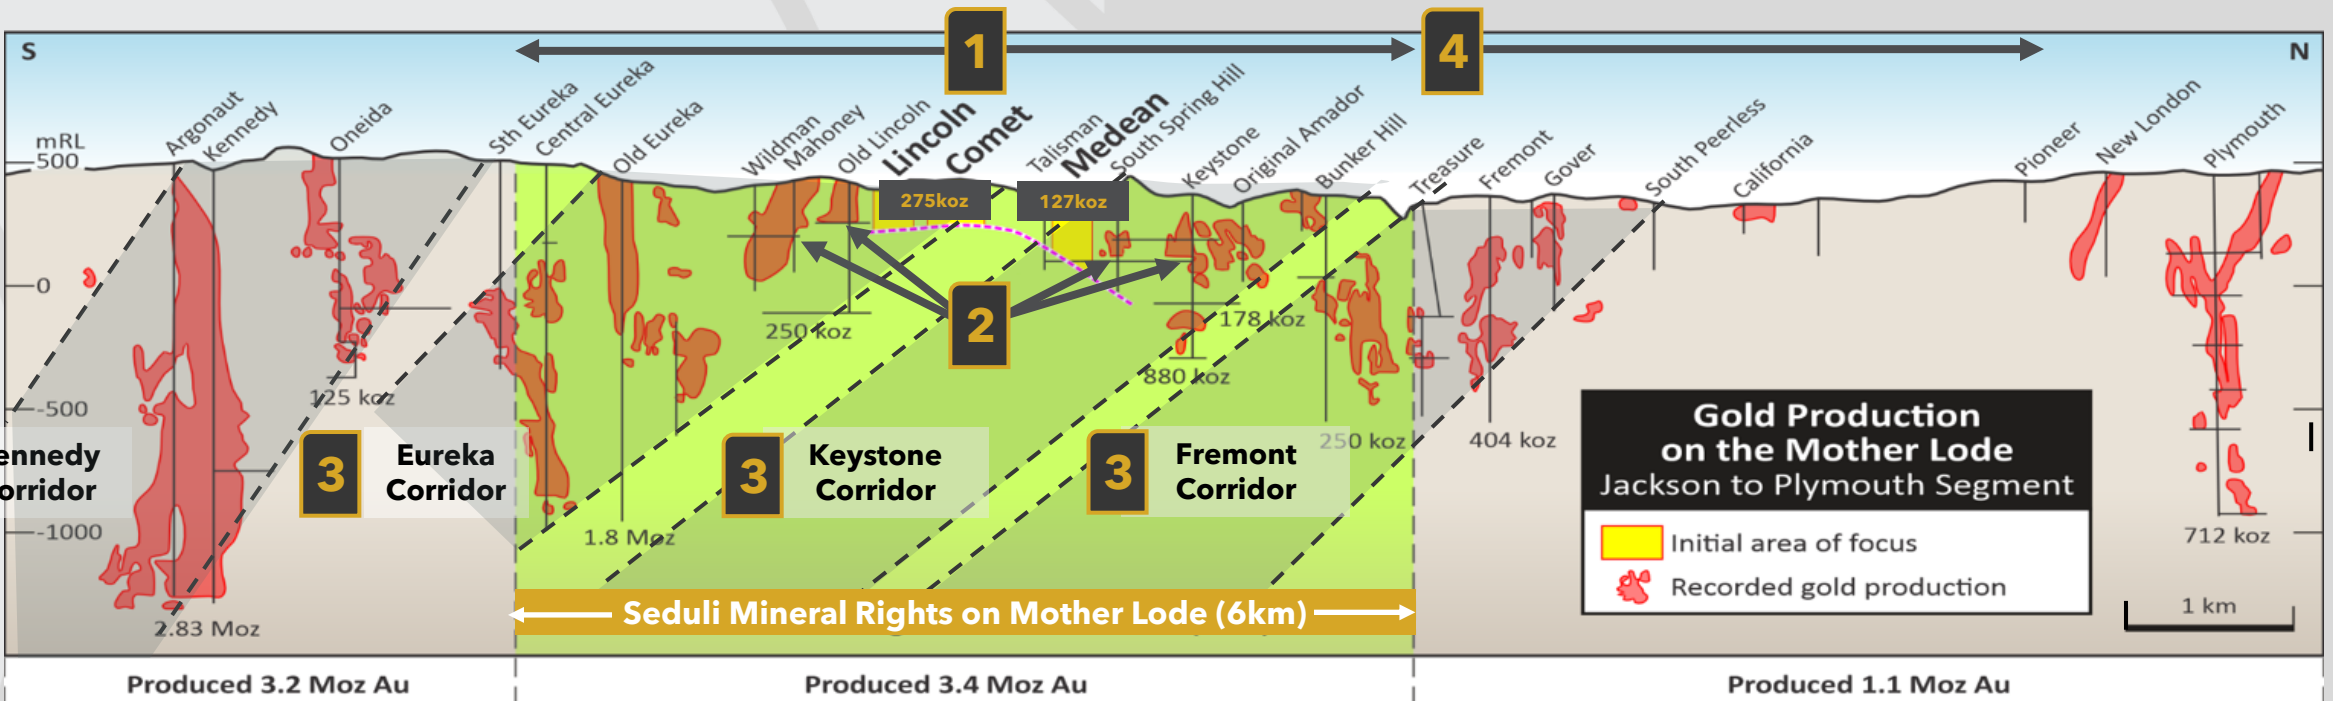 1
4
S
N
mRL
500
0
-500
-1000
Argonaut
Kennedy
Oneida
Sth Eureka
Central Eureka
Old Eureka
Wildman
Mahoney
Old Lincoln
Lincoln
Comet
Talisman
Medean
South Spring Hill
Keystone
Original Amador
Bunker Hill
Treasure
Fremont
Gover
South Peerless
California
Pioneer
New London
Plymouth
275koz
127koz
2
250 koz
178 koz
880 koz
125 koz
250 koz
404 koz
ennedy
orridor
3
Eureka
Corridor
3
Keystone
Corridor
3
Fremont
Corridor
1.8 Moz
2.83 Moz
712 koz
Gold Production
on the Mother Lode
Jackson to Plymouth Segment
Initial area of focus
Recorded gold production
1 km
Seduli Mineral Rights on Mother Lode (6km)
Produced 3.2 Moz Au
Produced 3.4 Moz Au
Produced 1.1 Moz Au